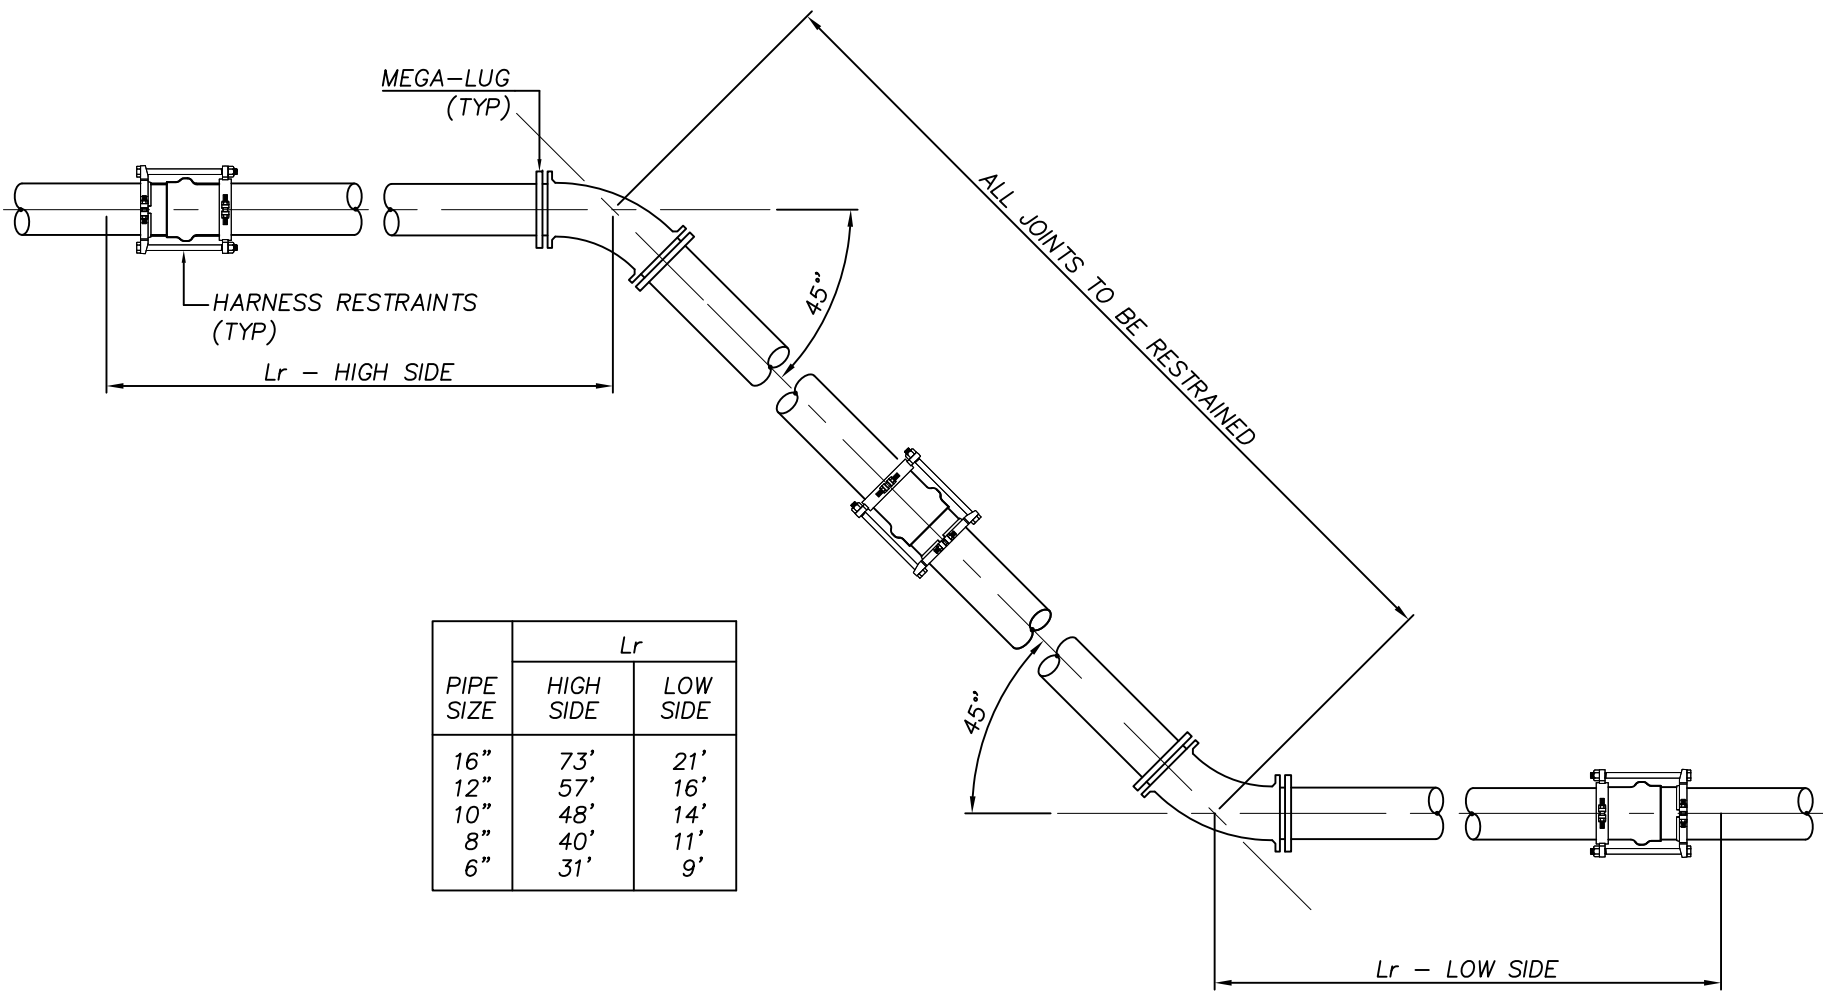 MEGA-LUG
(TYP)
ALL JOINTS TO BE RESTRAINED
45°
HARNESS RESTRAINTS
(TYP)
Lr - HIGH SIDE
Lr
PIPE SIZE HIGH SIDE LOW SIDE
16" 73' 21'
12" 57' 16'
10" 48' 14'
8" 40' 11'
6" 31' 9'
45°
Lr - LOW SIDE